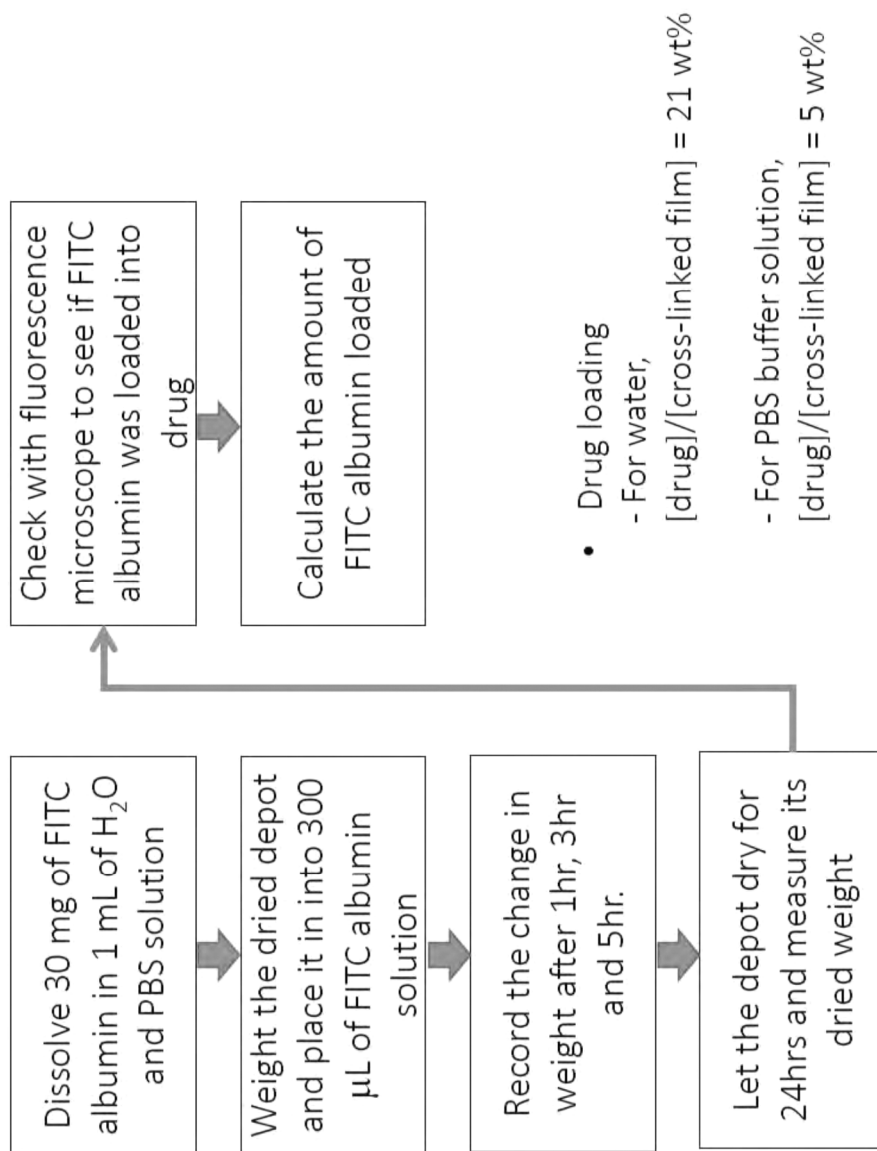 Dissolve 30 mg of FITC
albumin in 1 mL of H₂O
and PBS solution
Weight the dried depot
and place it in into 300
µL of FITC albumin
solution
Record the change in
weight after 1hr, 3hr
and 5hr.
Let the depot dry for
24hrs and measure its
dried weight
Check with fluorescence
microscope to see if FITC
albumin was loaded into
drug
Calculate the amount of
FITC albumin loaded
• Drug loading
- For water,
[drug]/[cross-linked film] = 21 wt%
- For PBS buffer solution,
[drug]/[cross-linked film] = 5 wt%